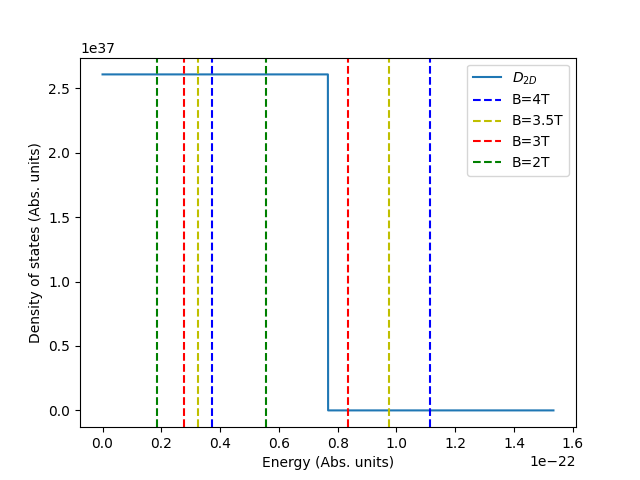 1e37
2.5
2.0
1.5
1.0
0.5
0.0
Density of states (Abs. units)
D2D
B=4T
B=3.5T
B=3T
B=2T
0.0 0.2 0.4 0.6 0.8 1.0 1.2 1.4 1.6
Energy (Abs. units)
1e−22